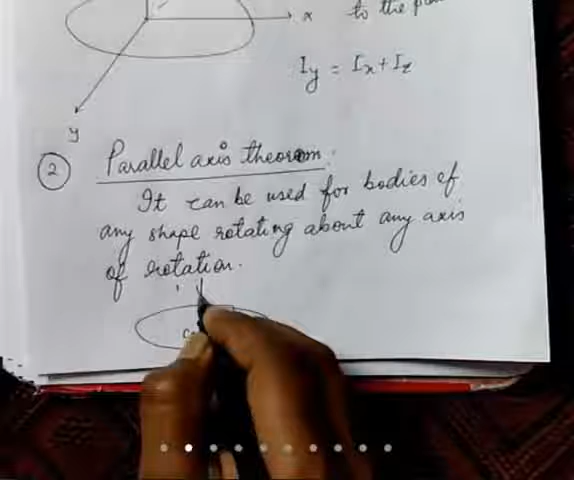 x
to the
Iy = Ix + Iz
y
2 Parallel axis theorem.
It can be used for bodies of
any shape rotating about any axis
of rotation.